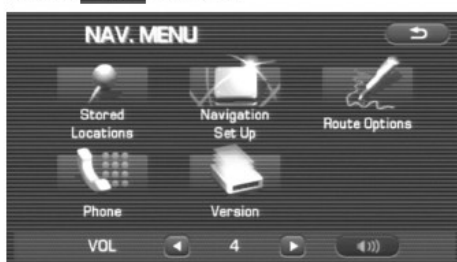 NAV. MENU
Stored
Locations
Navigation
Set Up
Route Options
Phone
Version
VOL 4